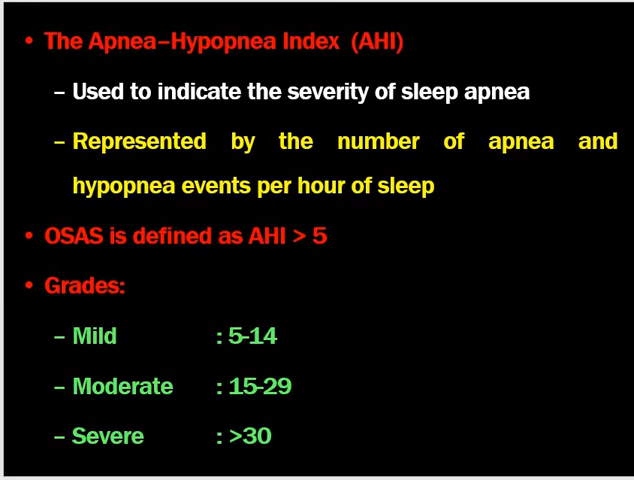 • The Apnea–Hypopnea Index (AHI)
– Used to indicate the severity of sleep apnea
– Represented by the number of apnea and
hypopnea events per hour of sleep
• OSAS is defined as AHI > 5
• Grades:
– Mild : 5-14
– Moderate : 15-29
– Severe : >30